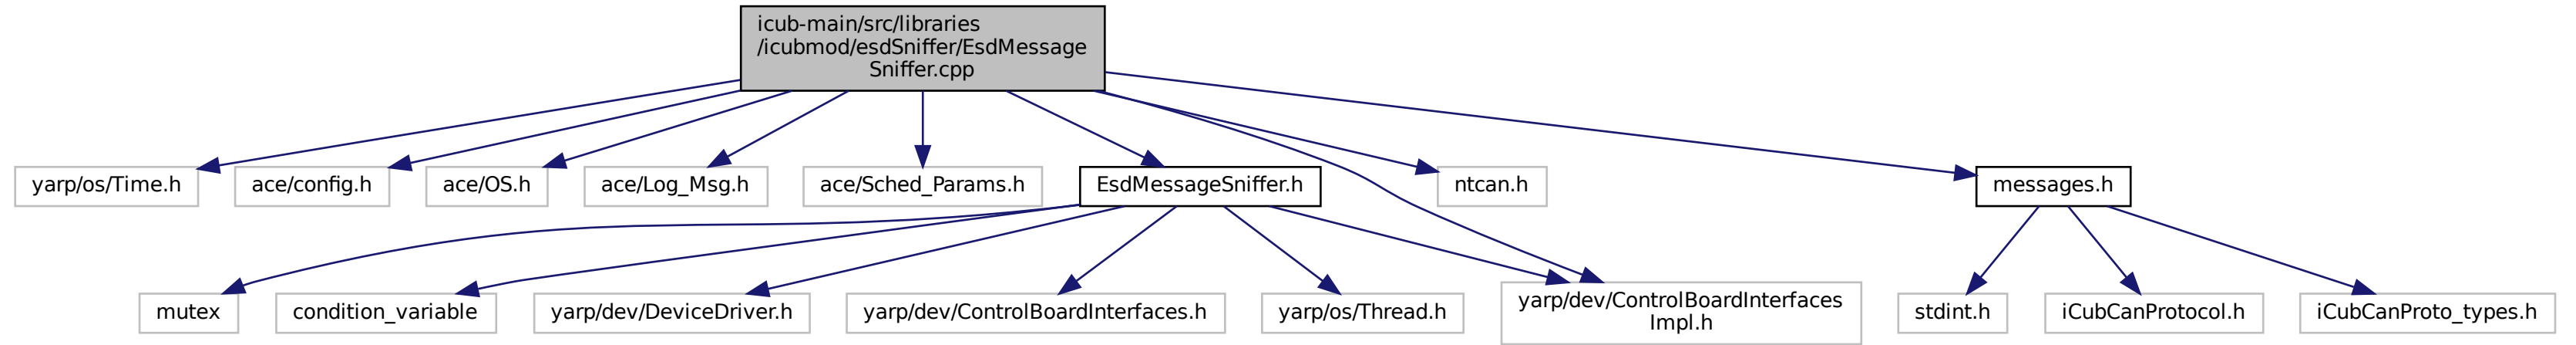 icub-main/src/libraries
/icubmod/esdSniffer/EsdMessage
Sniffer.cpp
yarp/os/Time.h
ace/config.h
ace/OS.h
ace/Log_Msg.h
ace/Sched_Params.h
EsdMessageSniffer.h
ntcan.h
messages.h
mutex
condition_variable
yarp/dev/DeviceDriver.h
yarp/dev/ControlBoardInterfaces.h
yarp/os/Thread.h
yarp/dev/ControlBoardInterfaces
Impl.h
stdint.h
iCubCanProtocol.h
iCubCanProto_types.h